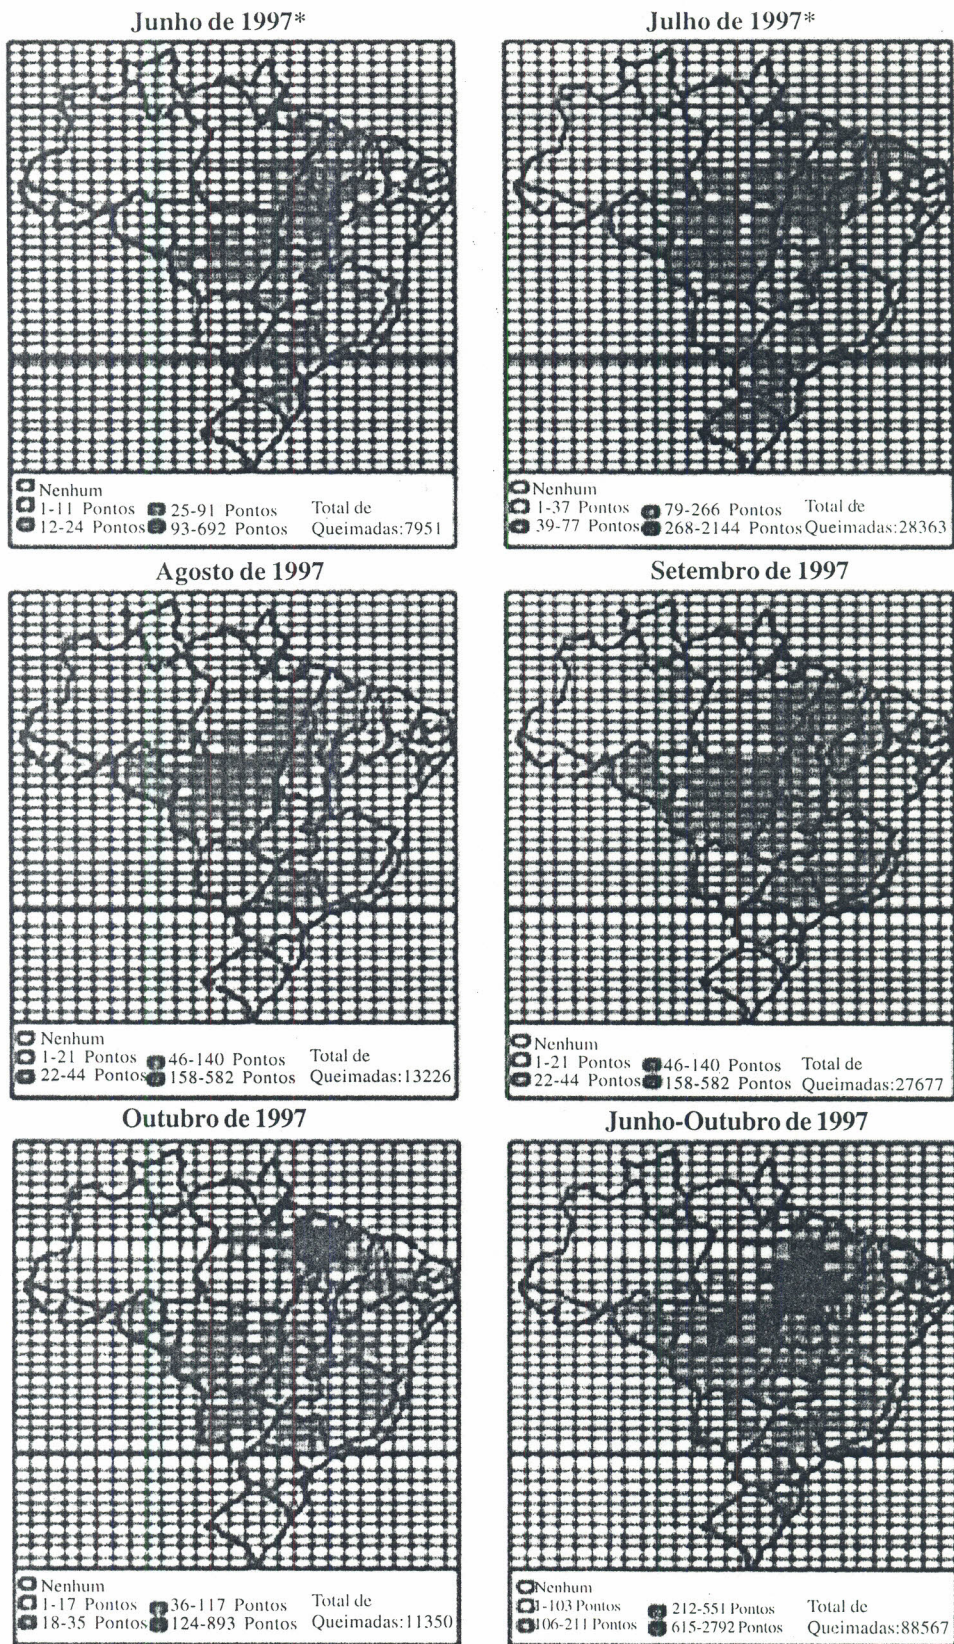 Junho de 1997*
Nenhum
1-11 Pontos 25-91 Pontos Total de
12-24 Pontos 93-692 Pontos Queimadas:7951
Julho de 1997*
Nenhum
1-37 Pontos 79-266 Pontos Total de
39-77 Pontos 268-2144 Pontos Queimadas:28363
Agosto de 1997
Nenhum
1-21 Pontos 46-140 Pontos Total de
22-44 Pontos 158-582 Pontos Queimadas:13226
Setembro de 1997
Nenhum
1-21 Pontos 46-140 Pontos Total de
22-44 Pontos 158-582 Pontos Queimadas:27677
Outubro de 1997
Nenhum
1-17 Pontos 36-117 Pontos Total de
18-35 Pontos 124-893 Pontos Queimadas:11350
Junho-Outubro de 1997
Nenhum
1-103 Pontos 212-551 Pontos Total de
106-211 Pontos 615-2792 Pontos Queimadas:88567